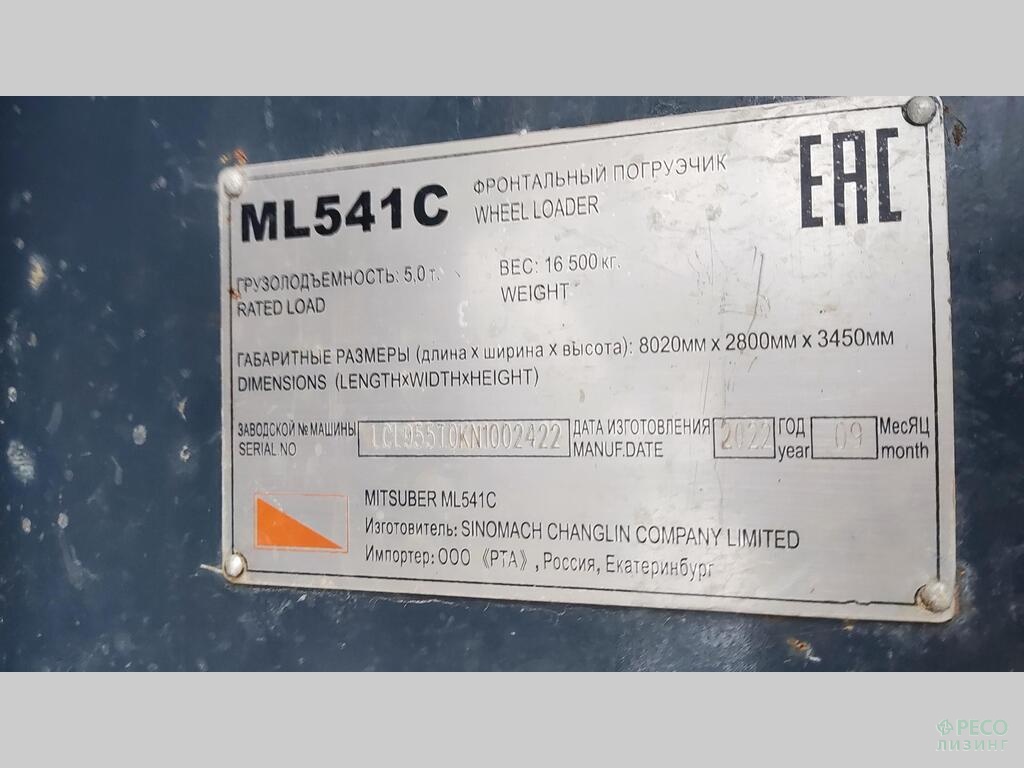 ML541C
ФРОНТАЛЬНЫЙ ПОГРУЭЧИК
WHEEL LOADER
EAC
ГРУЗОЛОДЪЕМНОСТЬ: 5,0 т.
RATED LOAD
ВЕС: 16 500 кг.
WEIGHT
ГАБАРИТНЫЕ РАЗМЕРЫ (длина х ширина х высота): 8020мм х 2800мм х 3450мм
DIMENSIONS (LENGTHxWIDTHxHEIGHT)
ЗАВОДСКОЙ № МАШИНЫ LCL955T0KN1002422 ДАТА ИЗГОТОВЛЕНИЯ 2022 ГОД 09 МесЯЦ
SERIAL NO MANUF.DATE year month
MITSUBER ML541C
Изготовитель: SINOMACH CHANGLIN COMPANY LIMITED
Импортер: ООО 《РТА》, Россия, Екатеринбург
РЕСО
ЛИЗИНГ